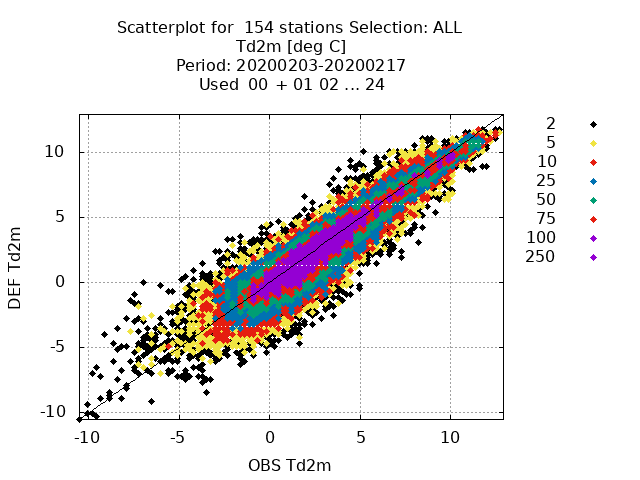 Scatterplot for 154 stations Selection: ALL
Td2m [deg C]
Period: 20200203-20200217
Used 00 + 01 02 ... 24
2
5
10
25
50
75
100
250
10
5
0
-5
-10
DEF Td2m
-10 -5 0 5 10
OBS Td2m